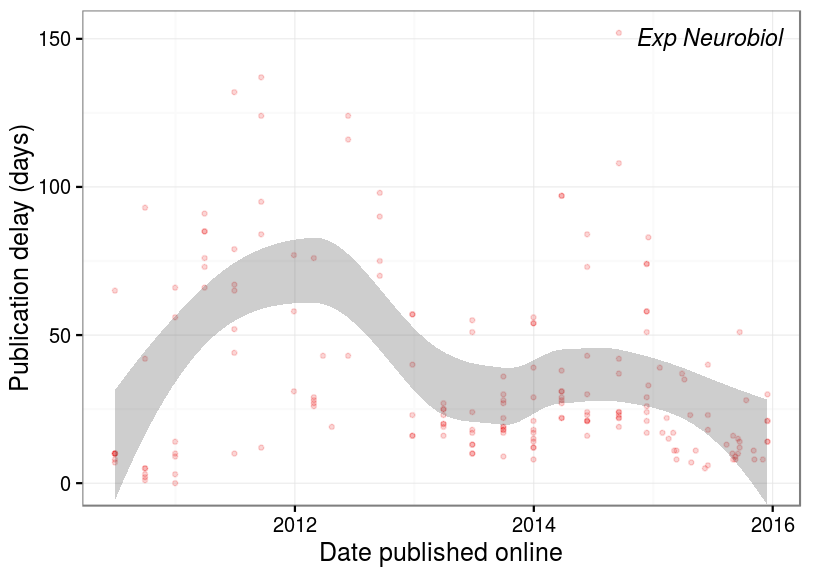 Exp Neurobiol
Publication delay (days)
150
100
50
0
2012
2014
2016
Date published online